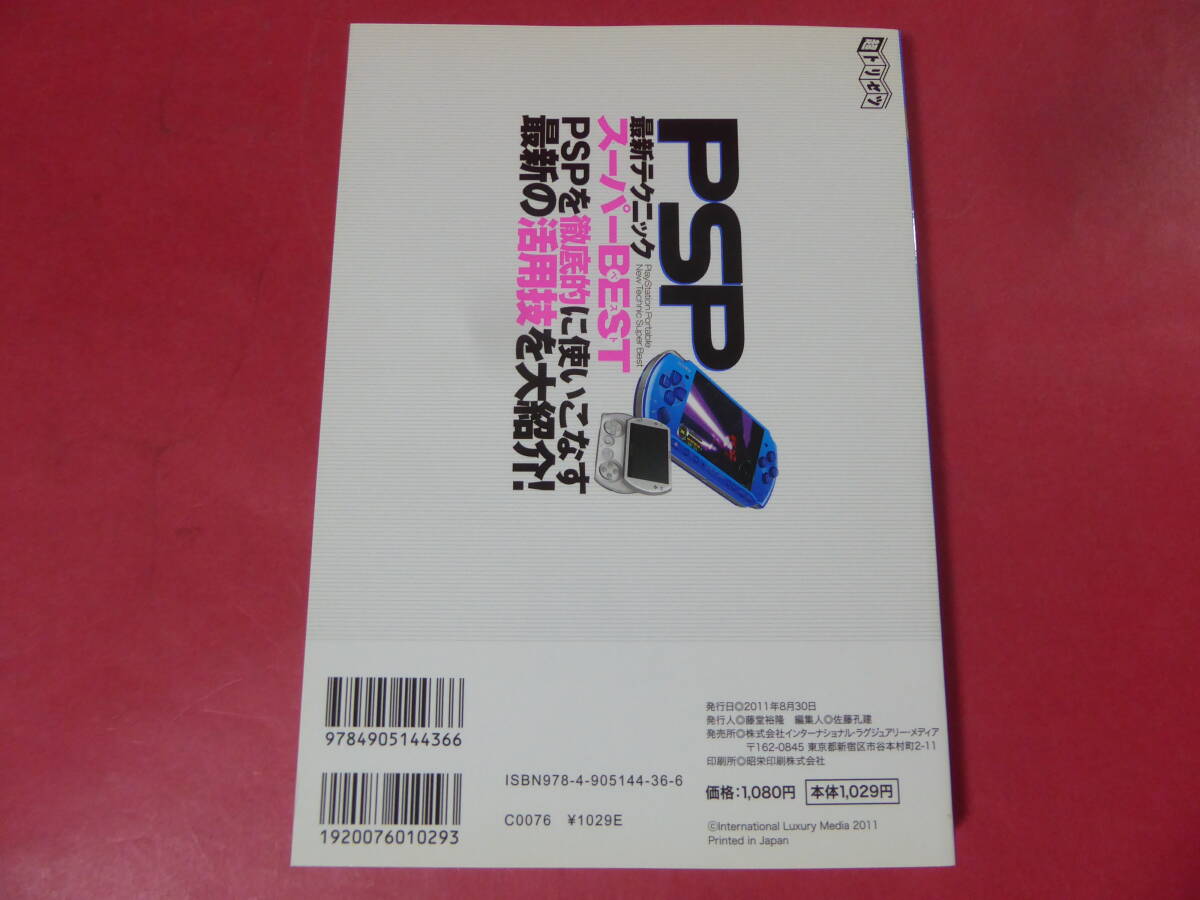 超トリセツ
PSP
PlayStation Portable
New Technic Super Best
最新テクニック
スーパーBEST
ベスト
PSPを徹底的に使いこなす
最新の活用技を大紹介!
9784905144366
1920076010293
ISBN978-4-905144-36-6
C0076 ¥1029E
発行日◎2011年8月30日
発行人◎藤堂裕隆 編集人◎佐藤孔建
発売所◎株式会社インターナショナル・ラグジュアリー・メディア
〒162-0845 東京都新宿区市谷本村町2-11
印刷所◎昭栄印刷株式会社
価格:1,080円 本体1,029円
©International Luxury Media 2011
Printed in Japan